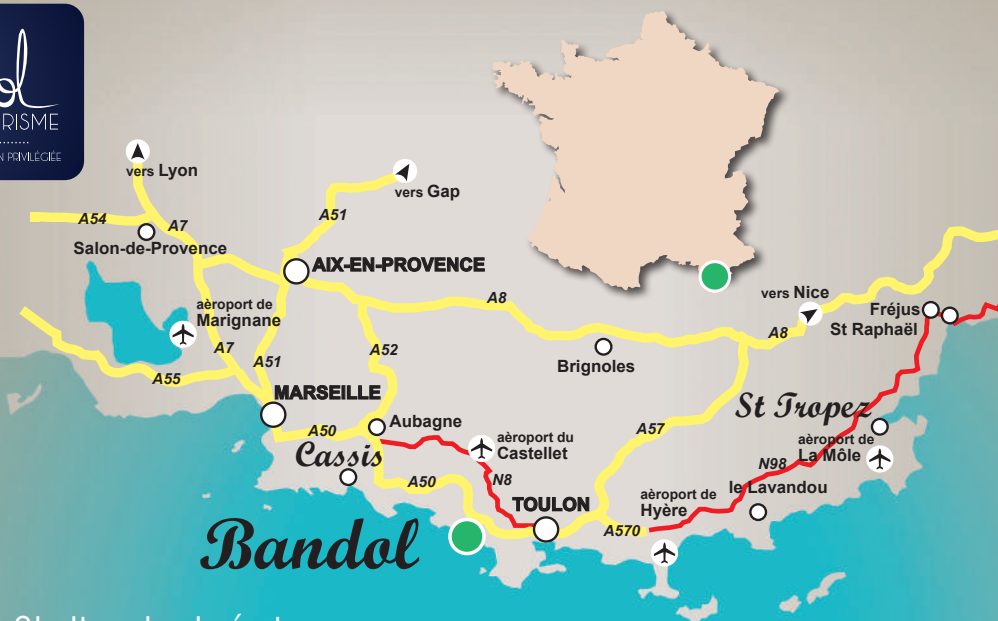 RISME
N PRIVILÉGIÉE
vers Lyon
vers Gap
A54
A7
A51
Salon-de-Provence
AIX-EN-PROVENCE
vers Nice
aèroport de
Marignane
A8
Fréjus
St Raphaël
A8
A7
A51
A52
Brignoles
A55
MARSEILLE
St Tropez
A50
Aubagne
A57
aèroport du
Castellet
aèroport de
La Môle
Cassis
N98
A50
N8
le Lavandou
TOULON
aèroport de
Hyère
A570
Bandol